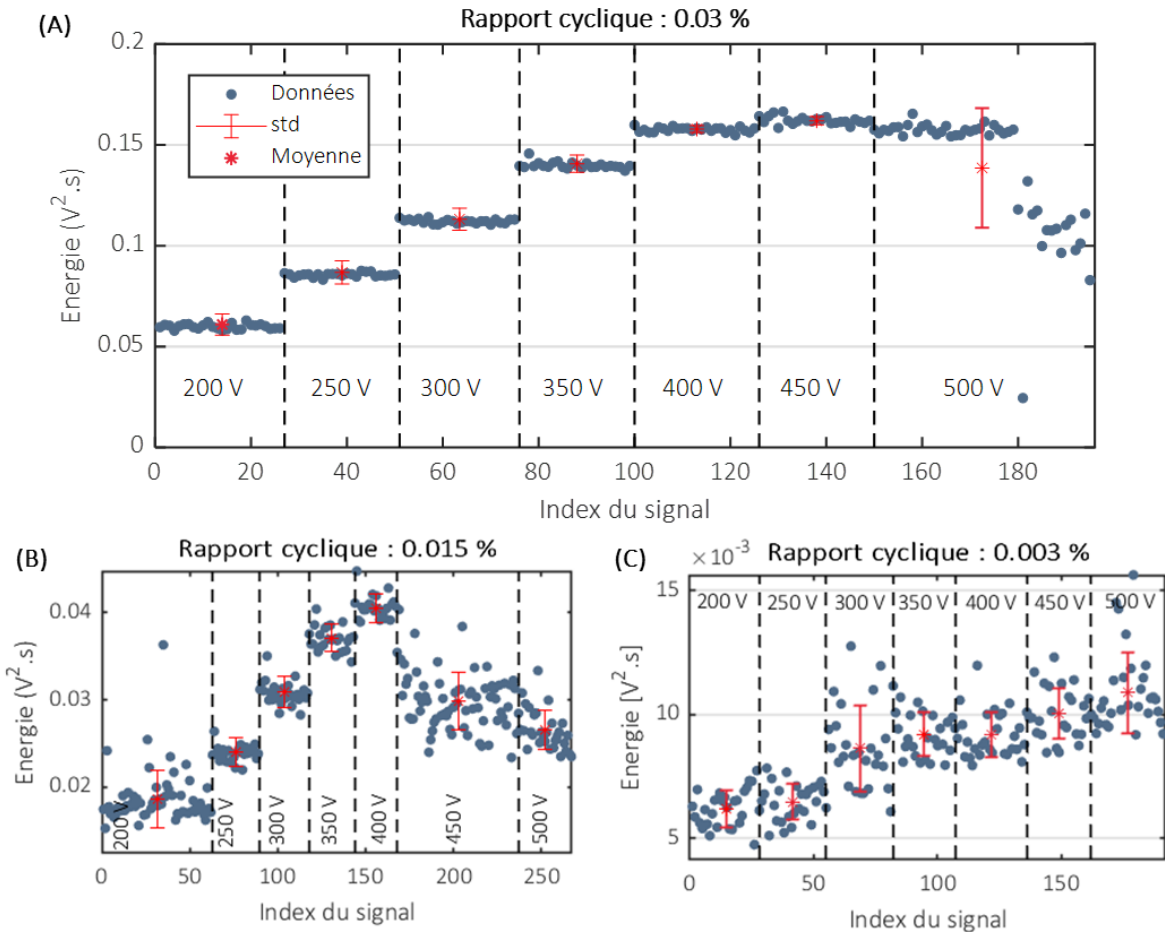 (A)
Rapport cyclique : 0.03 %
0.2
0.15
0.1
0.05
0
Energie (V².s)
Données
std
Moyenne
200 V
250 V
300 V
350 V
400 V
450 V
500 V
0 20 40 60 80 100 120 140 160 180
Index du signal
(B)
Rapport cyclique : 0.015 %
0.04
0.03
0.02
Energie (V².s)
200 V
250 V
300 V
350 V
400 V
450 V
500 V
0 50 100 150 200 250
Index du signal
(C)
× 10⁻³ Rapport cyclique : 0.003 %
15
10
5
Energie [V².s]
200 V
250 V
300 V
350 V
400 V
450 V
500 V
0 50 100 150
Index du signal